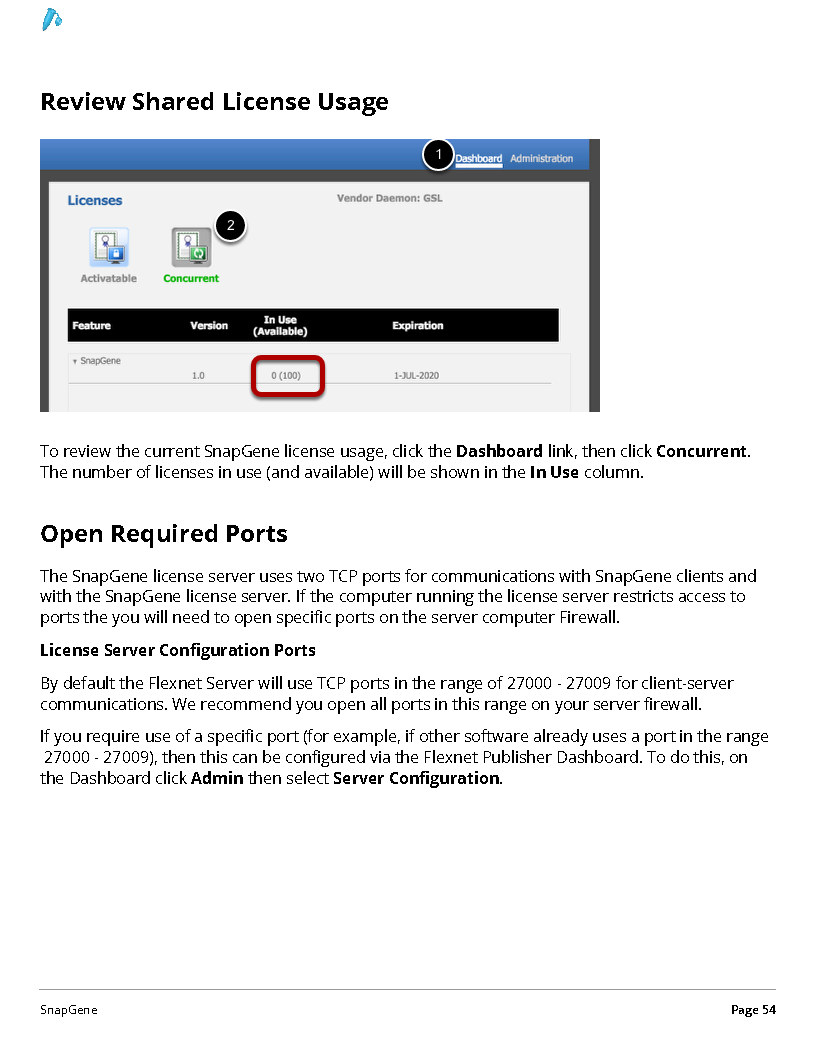 Review Shared License Usage
1
Dashboard Administration
Licenses
Vendor Daemon: GSL
2
Activatable
Concurrent
Feature Version In Use (Available) Expiration
SnapGene
1.0 0 (100) 1-JUL-2020
To review the current SnapGene license usage, click the Dashboard link, then click Concurrent.
The number of licenses in use (and available) will be shown in the In Use column.
Open Required Ports
The SnapGene license server uses two TCP ports for communications with SnapGene clients and
with the SnapGene license server. If the computer running the license server restricts access to
ports the you will need to open specific ports on the server computer Firewall.
License Server Configuration Ports
By default the Flexnet Server will use TCP ports in the range of 27000 - 27009 for client-server
communications. We recommend you open all ports in this range on your server firewall.
If you require use of a specific port (for example, if other software already uses a port in the range
27000 - 27009), then this can be configured via the Flexnet Publisher Dashboard. To do this, on
the Dashboard click Admin then select Server Configuration.
SnapGene
Page 54